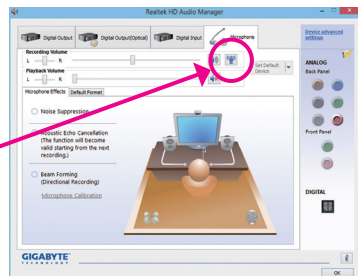 Realtek HD Audio Manager
Digital Output
Digital Output(Optical)
Digital Input
Microphone
Device advanced
settings
Recording Volume
L
R
Set Default
Device
Playback Volume
L
R
Microphone Effects
Default Format
Noise Suppression
Acoustic Echo Cancellation
(The function will become
valid starting from the next
recording.)
Beam Forming
(Directional Recording)
Microphone Calibration
ANALOG
Back Panel
Front Panel
DIGITAL
GIGABYTE
TECHNOLOGY
i
OK